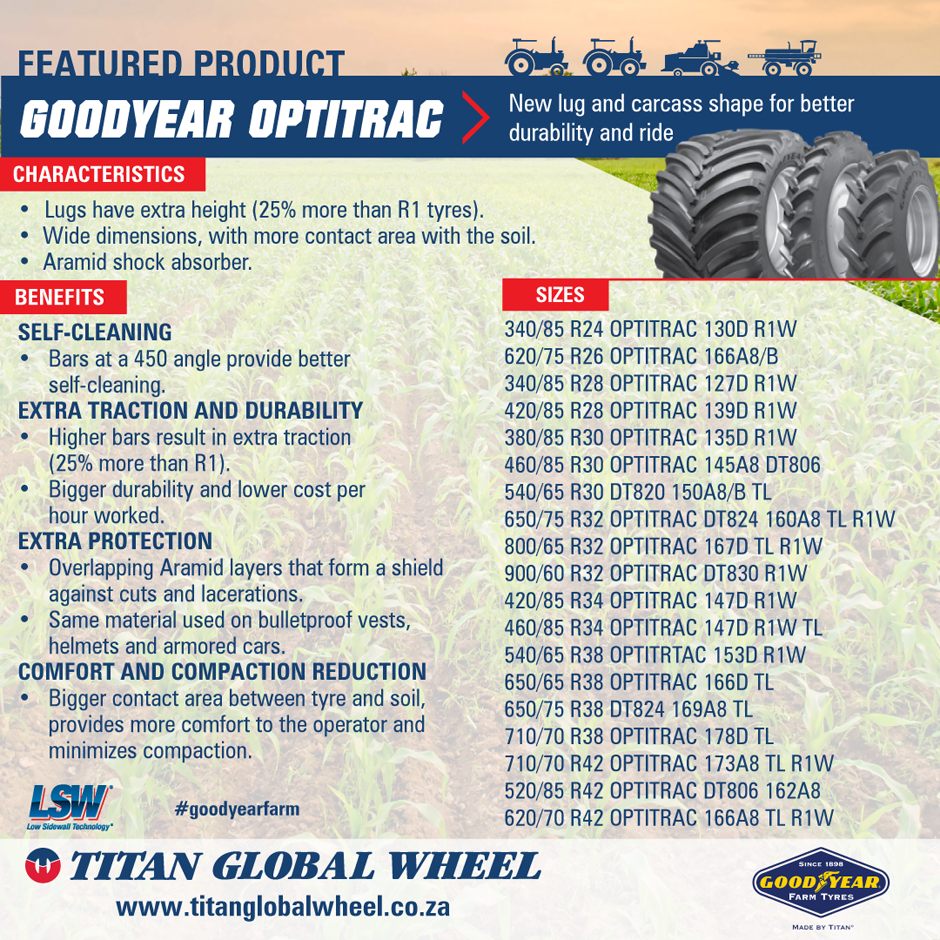 FEATURED PRODUCT
GOODYEAR OPTITRAC
New lug and carcass shape for better
durability and ride
CHARACTERISTICS
• Lugs have extra height (25% more than R1 tyres).
• Wide dimensions, with more contact area with the soil.
• Aramid shock absorber.
BENEFITS
SELF-CLEANING
• Bars at a 450 angle provide better
self-cleaning.
EXTRA TRACTION AND DURABILITY
• Higher bars result in extra traction
(25% more than R1).
• Bigger durability and lower cost per
hour worked.
EXTRA PROTECTION
• Overlapping Aramid layers that form a shield
against cuts and lacerations.
• Same material used on bulletproof vests,
helmets and armored cars.
COMFORT AND COMPACTION REDUCTION
• Bigger contact area between tyre and soil,
provides more comfort to the operator and
minimizes compaction.
SIZES
340/85 R24 OPTITRAC 130D R1W
620/75 R26 OPTITRAC 166A8/B
340/85 R28 OPTITRAC 127D R1W
420/85 R28 OPTITRAC 139D R1W
380/85 R30 OPTITRAC 135D R1W
460/85 R30 OPTITRAC 145A8 DT806
540/65 R30 DT820 150A8/B TL
650/75 R32 OPTITRAC DT824 160A8 TL R1W
800/65 R32 OPTITRAC 167D TL R1W
900/60 R32 OPTITRAC DT830 R1W
420/85 R34 OPTITRAC 147D R1W
460/85 R34 OPTITRAC 147D R1W TL
540/65 R38 OPTITRTAC 153D R1W
650/65 R38 OPTITRAC 166D TL
650/75 R38 DT824 169A8 TL
710/70 R38 OPTITRAC 178D TL
710/70 R42 OPTITRAC 173A8 TL R1W
520/85 R42 OPTITRAC DT806 162A8
620/70 R42 OPTITRAC 166A8 TL R1W
LSW®
Low Sidewall Technology®
#goodyearfarm
TITAN GLOBAL WHEEL
www.titanglobalwheel.co.za
SINCE 1898
GOODYEAR
FARM TYRES
MADE BY TITAN®